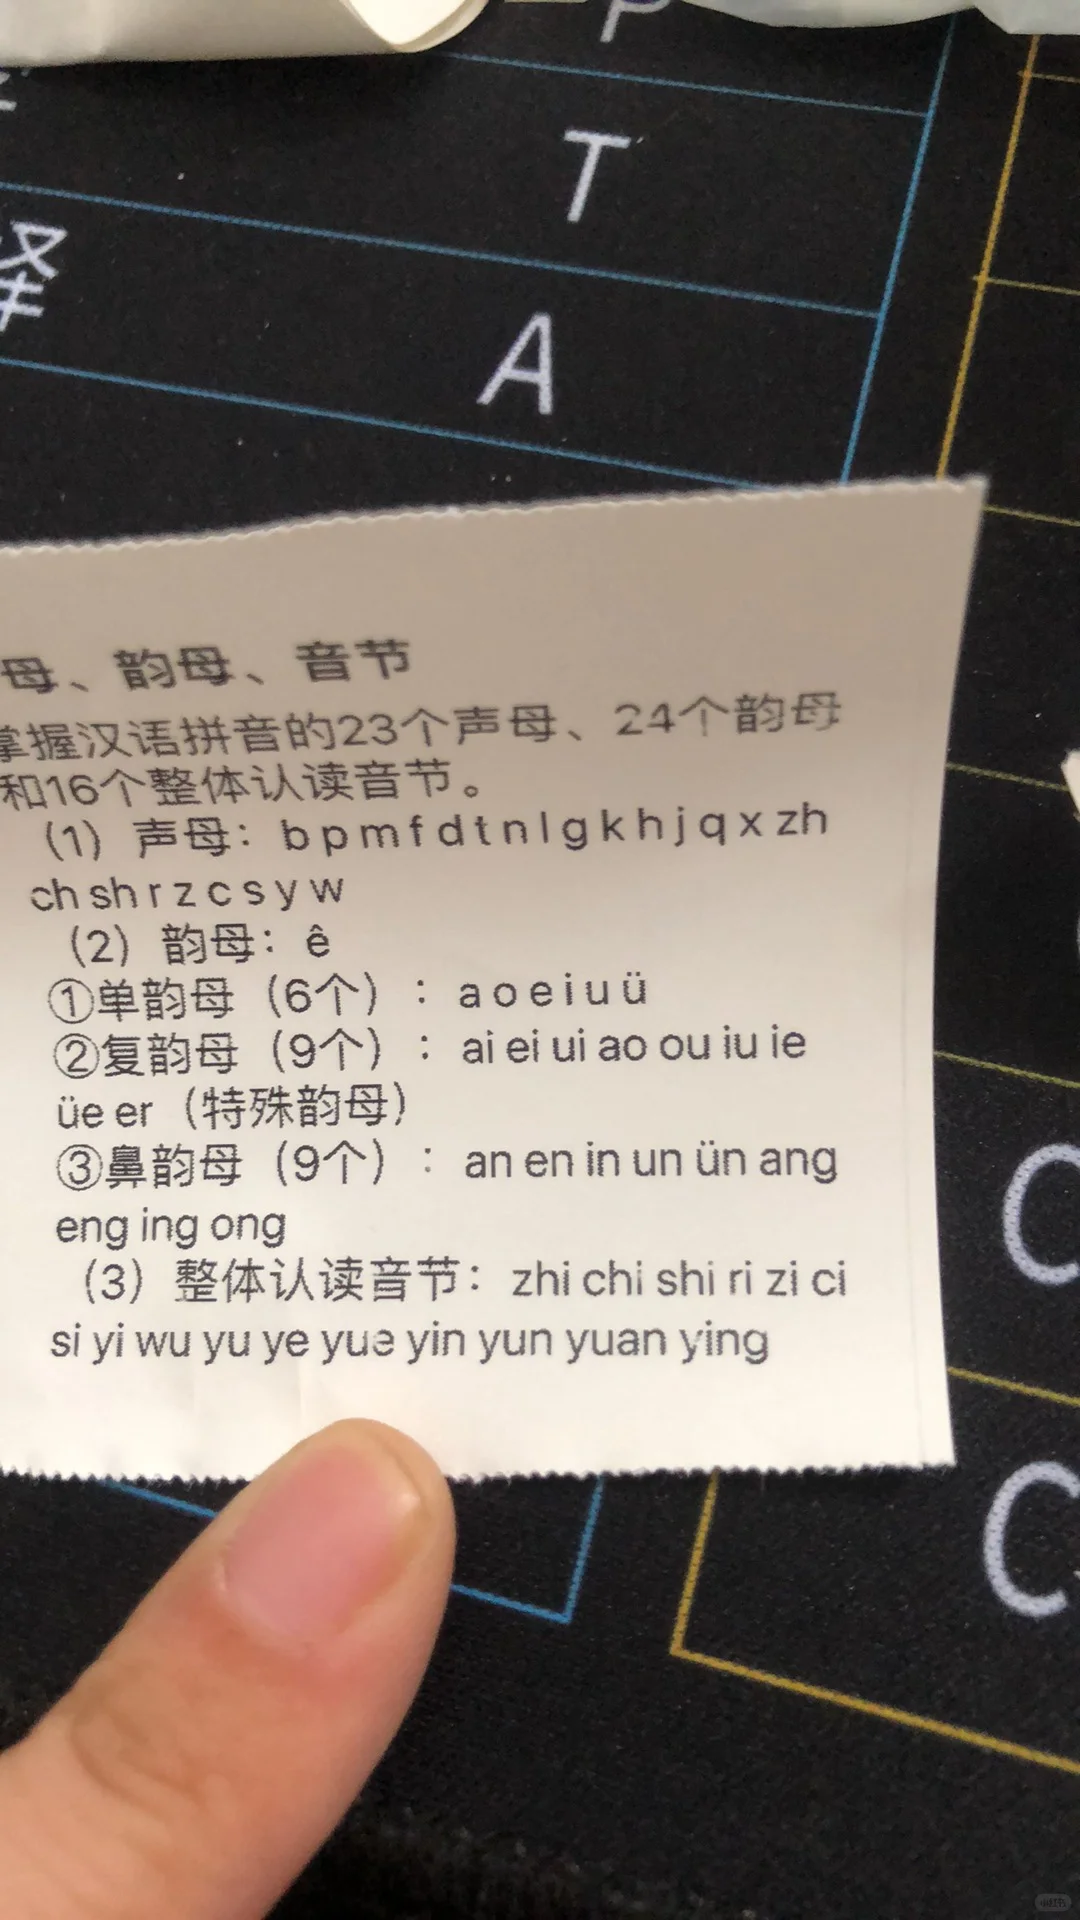 P
T
择
A
母、韵母、音节
掌握汉语拼音的23个声母、24个韵母
和16个整体认读音节。
（1）声母：b p m f d t n l g k h j q x zh
ch sh r z c s y w
（2）韵母：ê
①单韵母（6个）：a o e i u ü
②复韵母（9个）：ai ei ui ao ou iu ie
üe er（特殊韵母）
③鼻韵母（9个）：an en in un ün ang
eng ing ong
（3）整体认读音节：zhi chi shi ri zi ci
si yi wu yu ye yue yin yun yuan ying
C
C
小红书